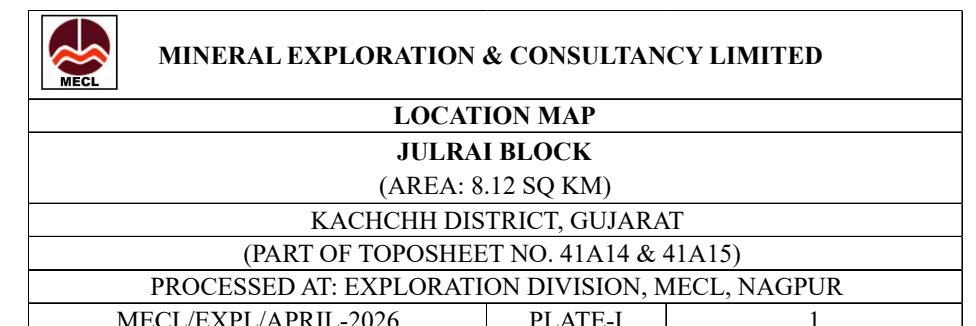 MECL
MINERAL EXPLORATION & CONSULTANCY LIMITED
LOCATION MAP
JULRAI BLOCK
(AREA: 8.12 SQ KM)
KACHCHH DISTRICT, GUJARAT
(PART OF TOPOSHEET NO. 41A14 & 41A15)
PROCESSED AT: EXPLORATION DIVISION, MECL, NAGPUR
MECL/EXPL/APRIL-2026 PLATE-I 1